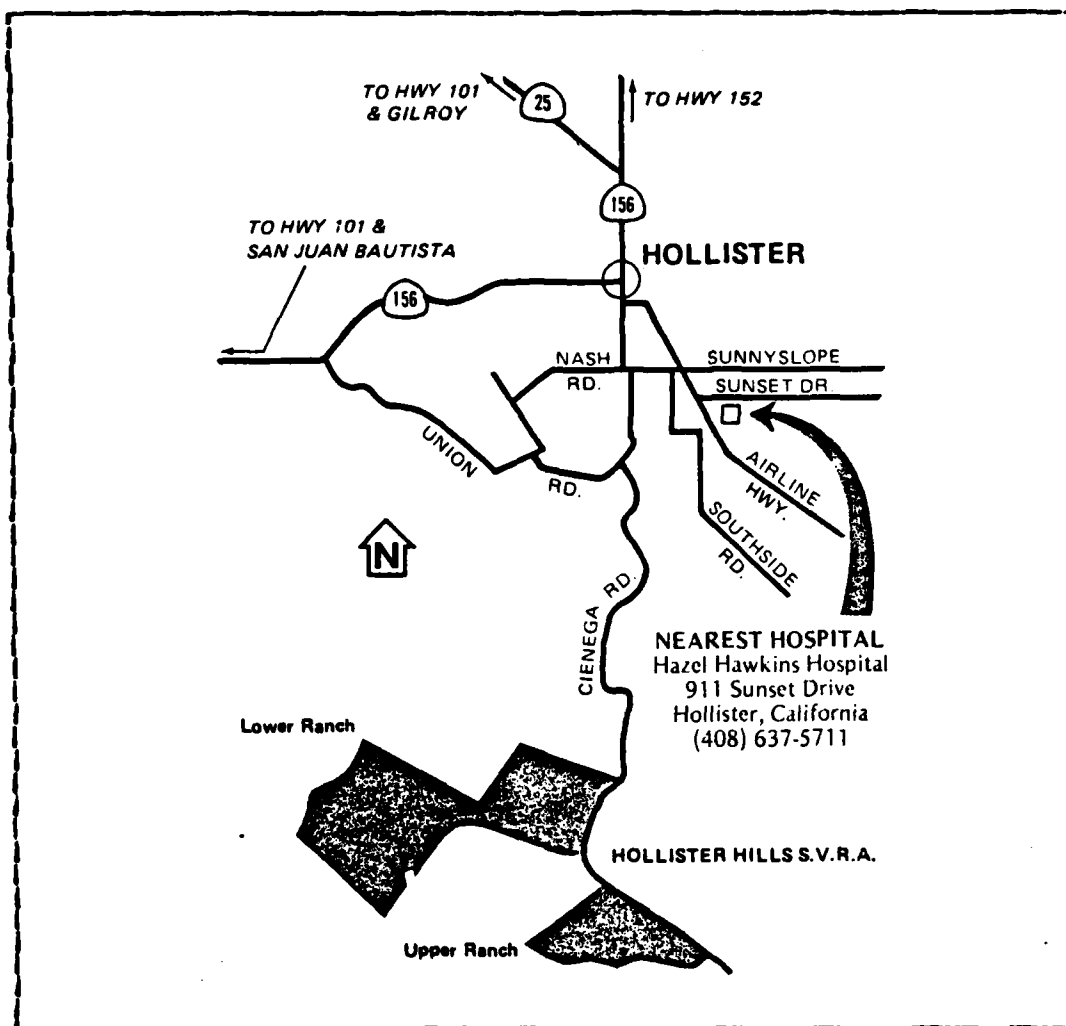 TO HWY 101
& GILROY
25
TO HWY 152
156
TO HWY 101 &
SAN JUAN BAUTISTA
HOLLISTER
156
NASH
RD.
SUNNYSLOPE
SUNSET DR.
UNION
RD.
AIRLINE
HWY.
SOUTHSIDE
RD.
N
CIENEGA
RD.
NEAREST HOSPITAL
Hazel Hawkins Hospital
911 Sunset Drive
Hollister, California
(408) 637-5711
Lower Ranch
HOLLISTER HILLS S.V.R.A.
Upper Ranch